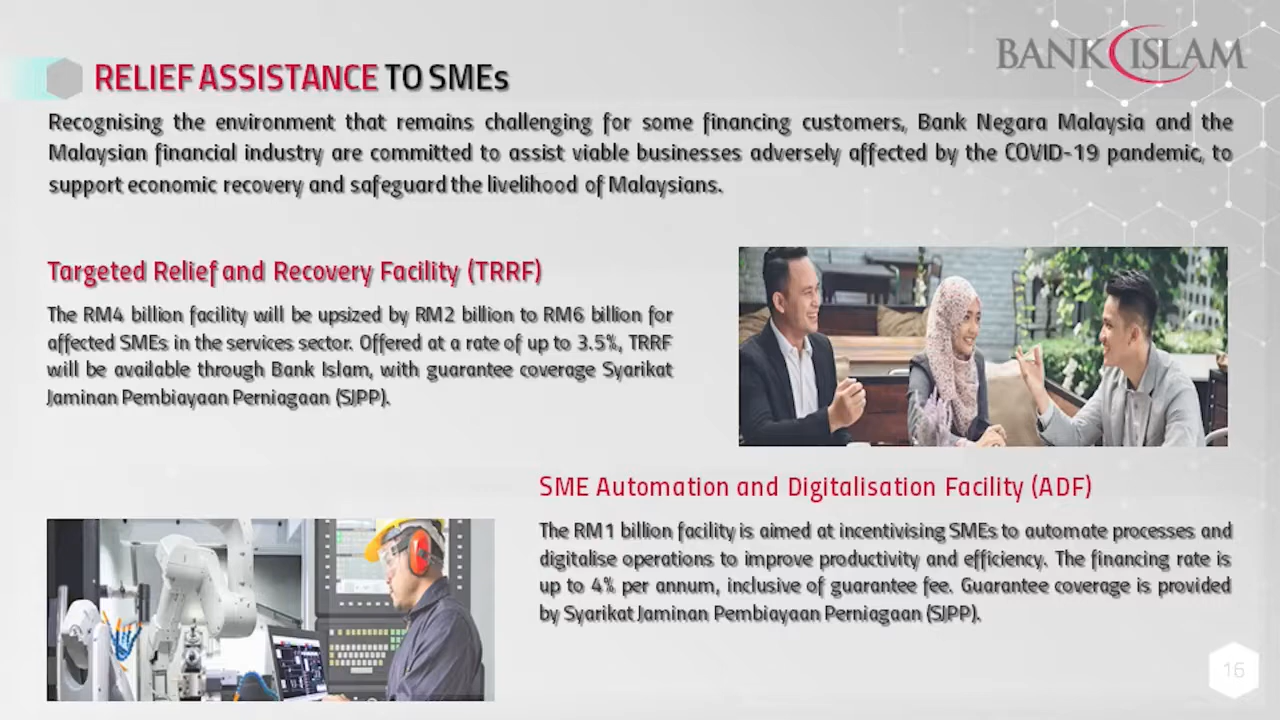 BANK ISLAM
RELIEF ASSISTANCE TO SMEs
Recognising the environment that remains challenging for some financing customers, Bank Negara Malaysia and the
Malaysian financial industry are committed to assist viable businesses adversely affected by the COVID-19 pandemic, to
support economic recovery and safeguard the livelihood of Malaysians.
Targeted Relief and Recovery Facility (TRRF)
The RM4 billion facility will be upsized by RM2 billion to RM6 billion for
affected SMEs in the services sector. Offered at a rate of up to 3.5%, TRRF
will be available through Bank Islam, with guarantee coverage Syarikat
Jaminan Pembiayaan Perniagaan (SJPP).
SME Automation and Digitalisation Facility (ADF)
The RM1 billion facility is aimed at incentivising SMEs to automate processes and
digitalise operations to improve productivity and efficiency. The financing rate is
up to 4% per annum, inclusive of guarantee fee. Guarantee coverage is provided
by Syarikat Jaminan Pembiayaan Perniagaan (SJPP).
16